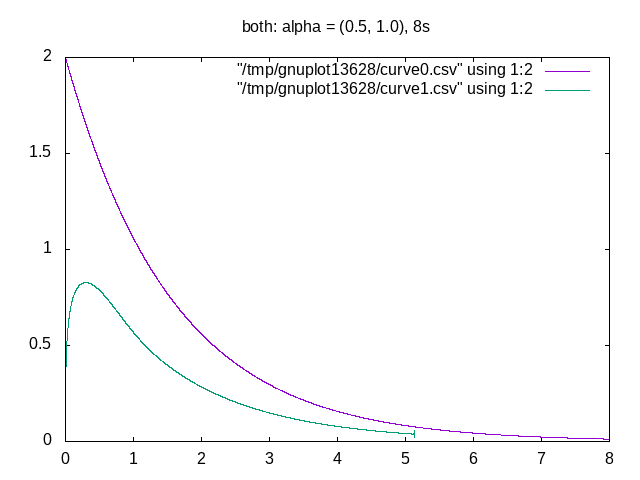 both: alpha = (0.5, 1.0), 8s
"/tmp/gnuplot13628/curve0.csv" using 1:2
"/tmp/gnuplot13628/curve1.csv" using 1:2
2
1.5
1
0.5
0
0 1 2 3 4 5 6 7 8